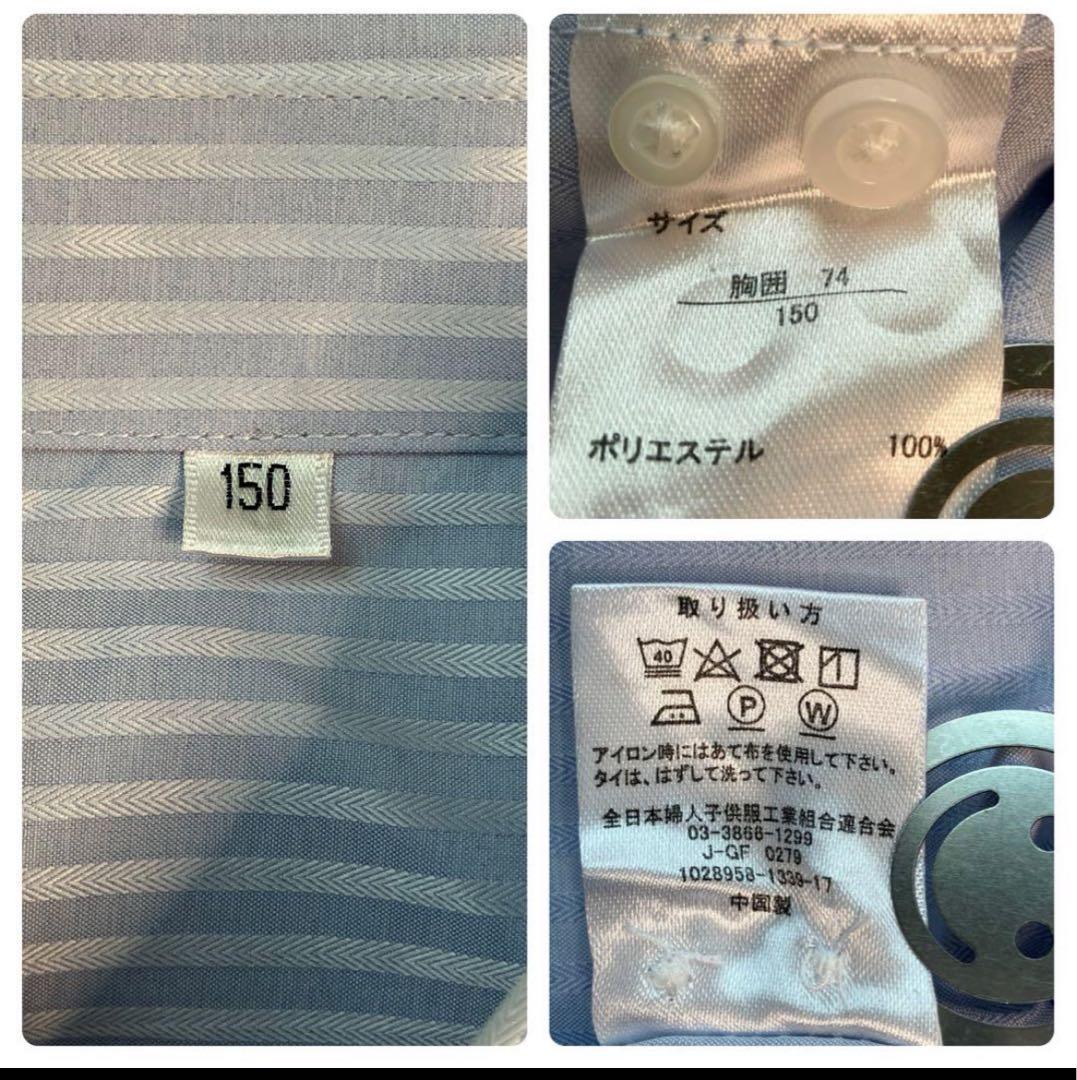 150
サイズ
胸囲 74
150
ポリエステル 100%
取り扱い方
40
P W
アイロン時にはあて布を使用して下さい。
タイは、はずして洗って下さい。
全日本婦人子供服工業組合連合会
03-3866-1299
J-GF 0279
1028958-1339-17
中国製